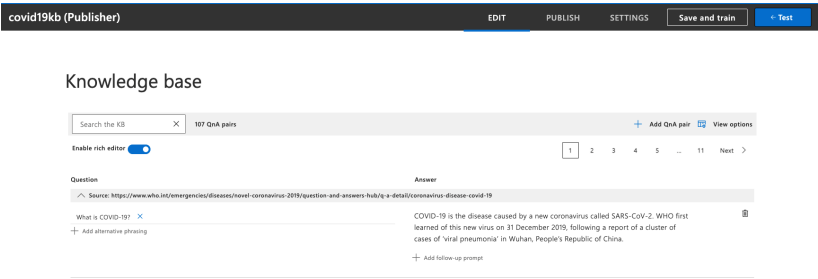 covid19kb (Publisher) EDIT PUBLISH SETTINGS Save and train ← Test
Knowledge base
Search the KB × 107 QnA pairs + Add QnA pair View options
Enable rich editor 1 2 3 4 5 ... 11 Next >
Question Answer
Source: https://www.who.int/emergencies/diseases/novel-coronavirus-2019/question-and-answers-hub/q-a-detail/coronavirus-disease-covid-19
What is COVID-19? × COVID-19 is the disease caused by a new coronavirus called SARS-CoV-2. WHO first
+ Add alternative phrasing learned of this new virus on 31 December 2019, following a report of a cluster of
cases of 'viral pneumonia' in Wuhan, People's Republic of China.
+ Add follow-up prompt